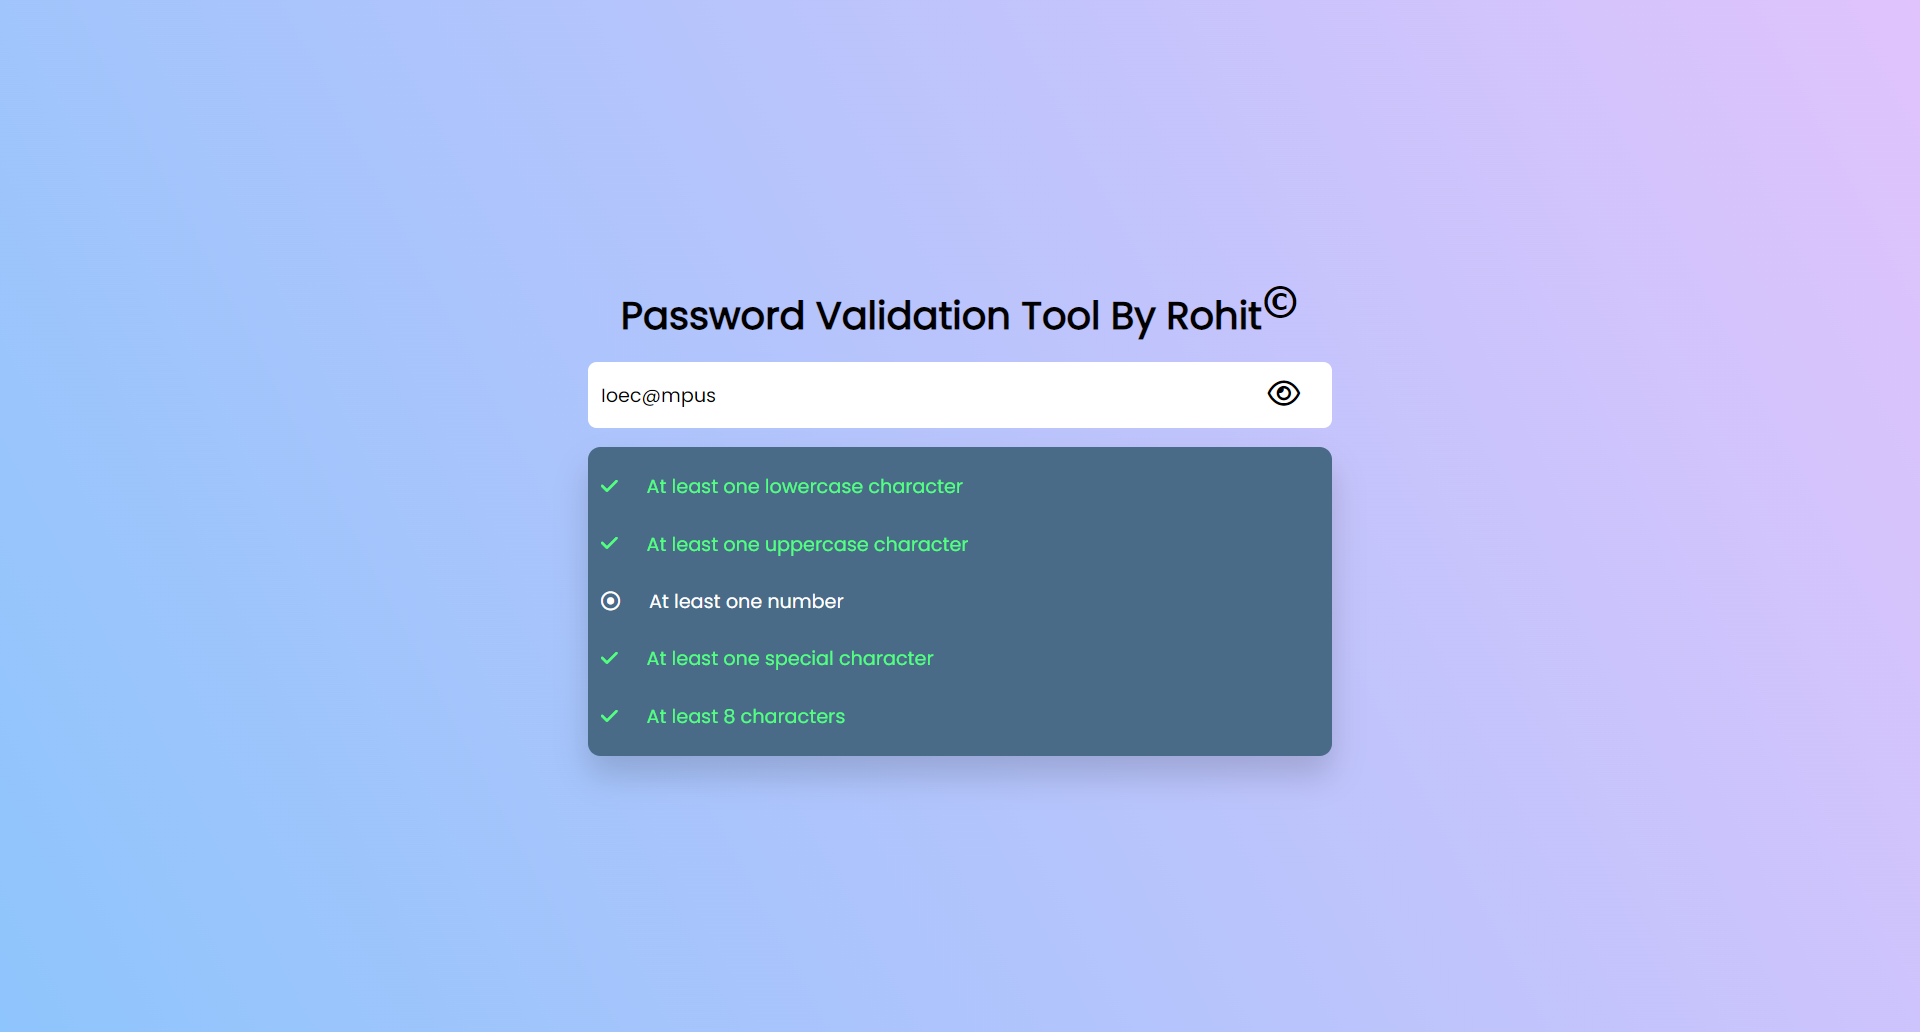 Password Validation Tool By Rohit©
Ioec@mpus
At least one lowercase character
At least one uppercase character
At least one number
At least one special character
At least 8 characters